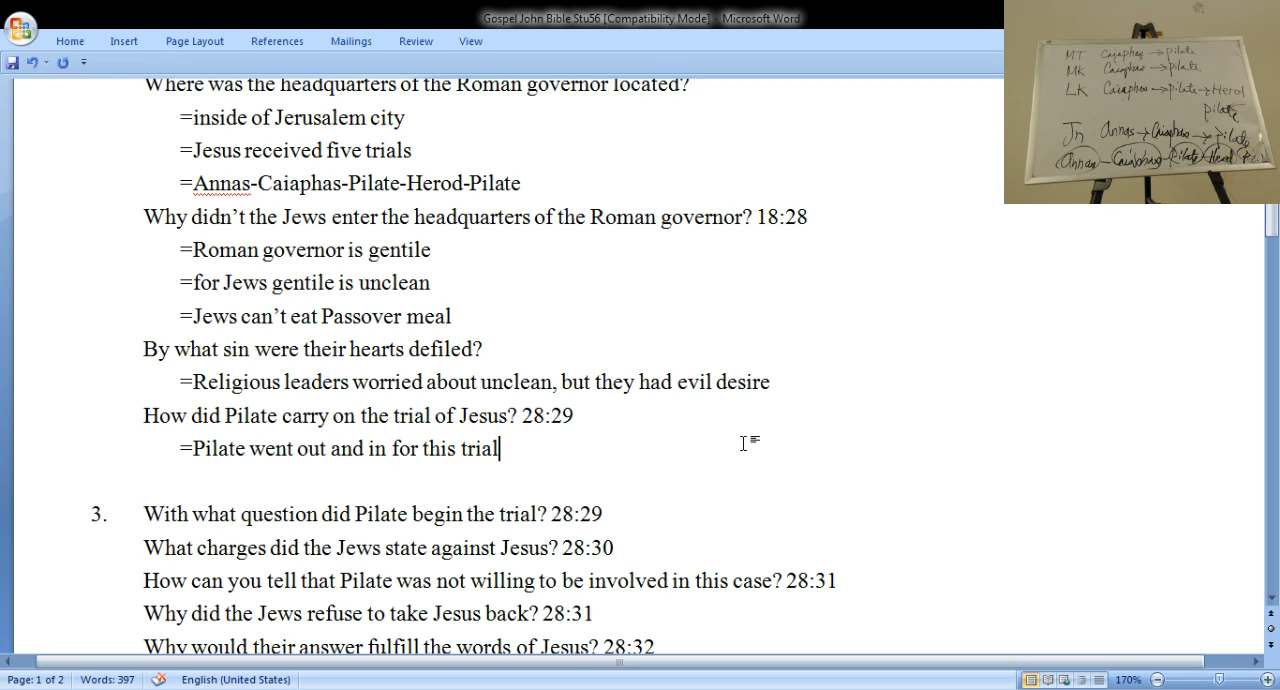 Gospel John Bible Stu56 [Compatibility Mode] - Microsoft Word
Home Insert Page Layout References Mailings Review View
Where was the headquarters of the Roman governor located?
=inside of Jerusalem city
=Jesus received five trials
=Annas-Caiaphas-Pilate-Herod-Pilate
Why didn’t the Jews enter the headquarters of the Roman governor? 18:28
=Roman governor is gentile
=for Jews gentile is unclean
=Jews can’t eat Passover meal
By what sin were their hearts defiled?
=Religious leaders worried about unclean, but they had evil desire
How did Pilate carry on the trial of Jesus? 28:29
=Pilate went out and in for this trial
3. With what question did Pilate begin the trial? 28:29
What charges did the Jews state against Jesus? 28:30
How can you tell that Pilate was not willing to be involved in this case? 28:31
Why did the Jews refuse to take Jesus back? 28:31
Why would their answer fulfill the words of Jesus? 28:32
Page: 1 of 2 Words: 397 English (United States) 170%
MT Caiaphas → Pilate
MK Caiaphas → Pilate
LK Caiaphas → Pilate → Herod
Pilate
Jn Annas → Caiaphas → Pilate
Annas - Caiaphas - Pilate - Herod